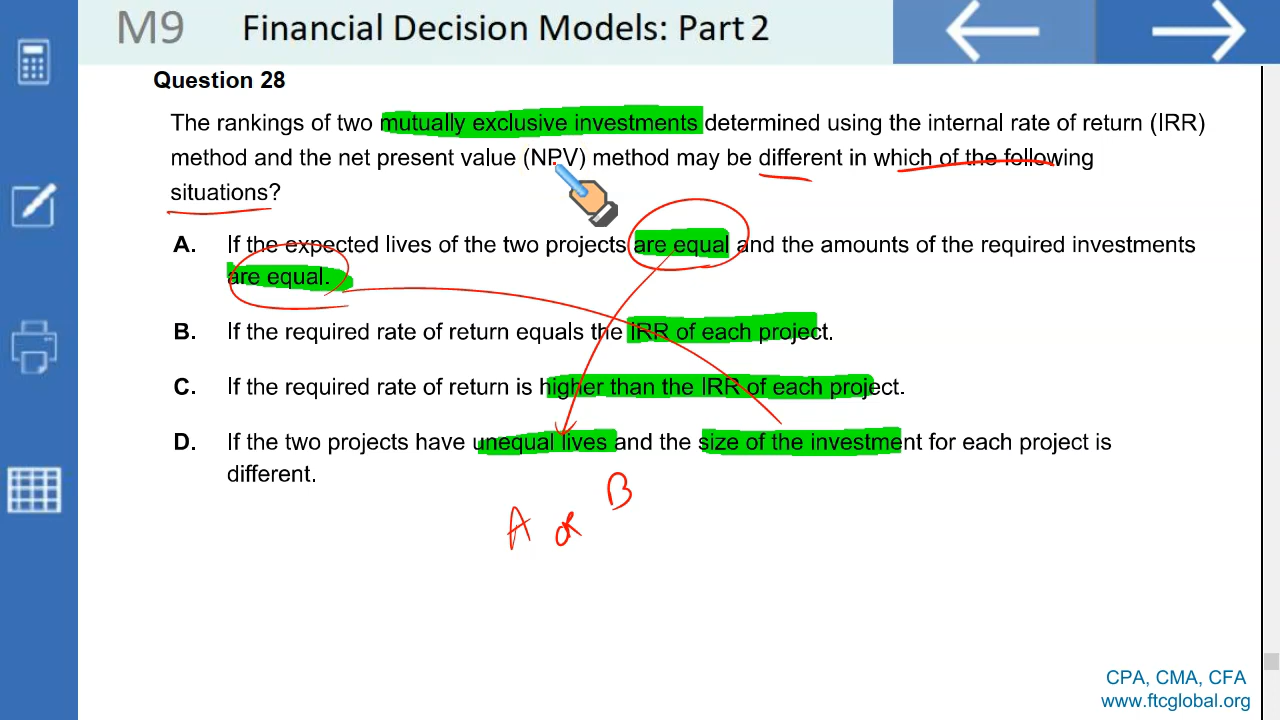 M9 Financial Decision Models: Part 2
Question 28
The rankings of two mutually exclusive investments determined using the internal rate of return (IRR)
method and the net present value (NPV) method may be different in which of the following
situations?
A. If the expected lives of the two projects are equal and the amounts of the required investments
are equal.
B. If the required rate of return equals the IRR of each project.
C. If the required rate of return is higher than the IRR of each project.
D. If the two projects have unequal lives and the size of the investment for each project is
different.
A or B
CPA, CMA, CFA
www.ftcglobal.org